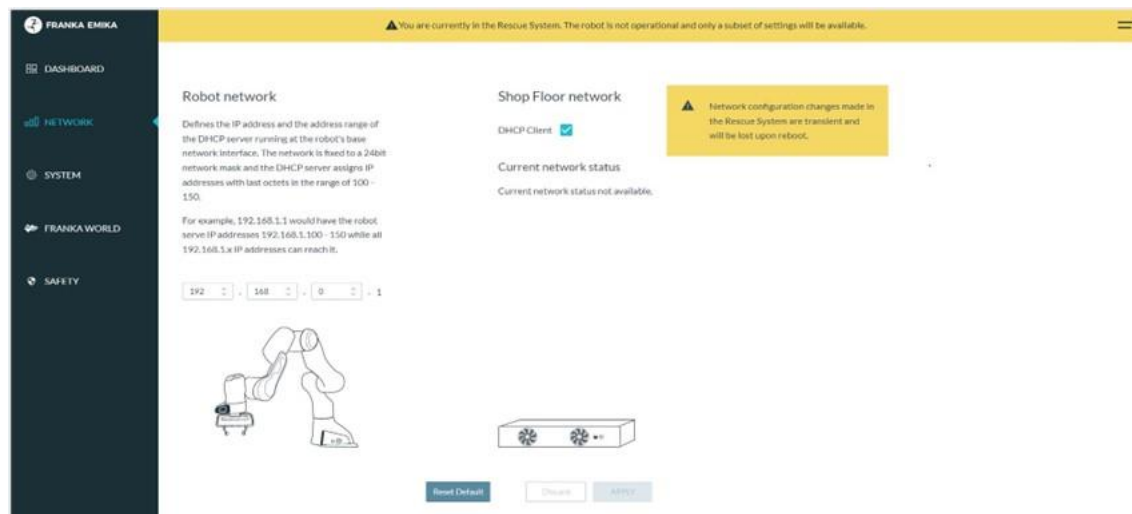 FRANKA EMIKA
You are currently in the Rescue System. The robot is not operational and only a subset of settings will be available.
DASHBOARD
NETWORK
SYSTEM
FRANKA WORLD
SAFETY
Robot network
Defines the IP address and the address range of
the DHCP server running at the robot's base
network interface. The network is fixed to a 24bit
network mask and the DHCP server assigns IP
addresses with last octets in the range of 100 -
150.
For example, 192.168.1.1 would have the robot
serve IP addresses 192.168.1.100 - 150 while all
192.168.1.x IP addresses can reach it.
192 . 168 . 0 . 1
Shop Floor network
DHCP Client
Current network status
Current network status not available.
Network configuration changes made in
the Rescue System are transient and
will be lost upon reboot.
Reset Default
Discard
APPLY